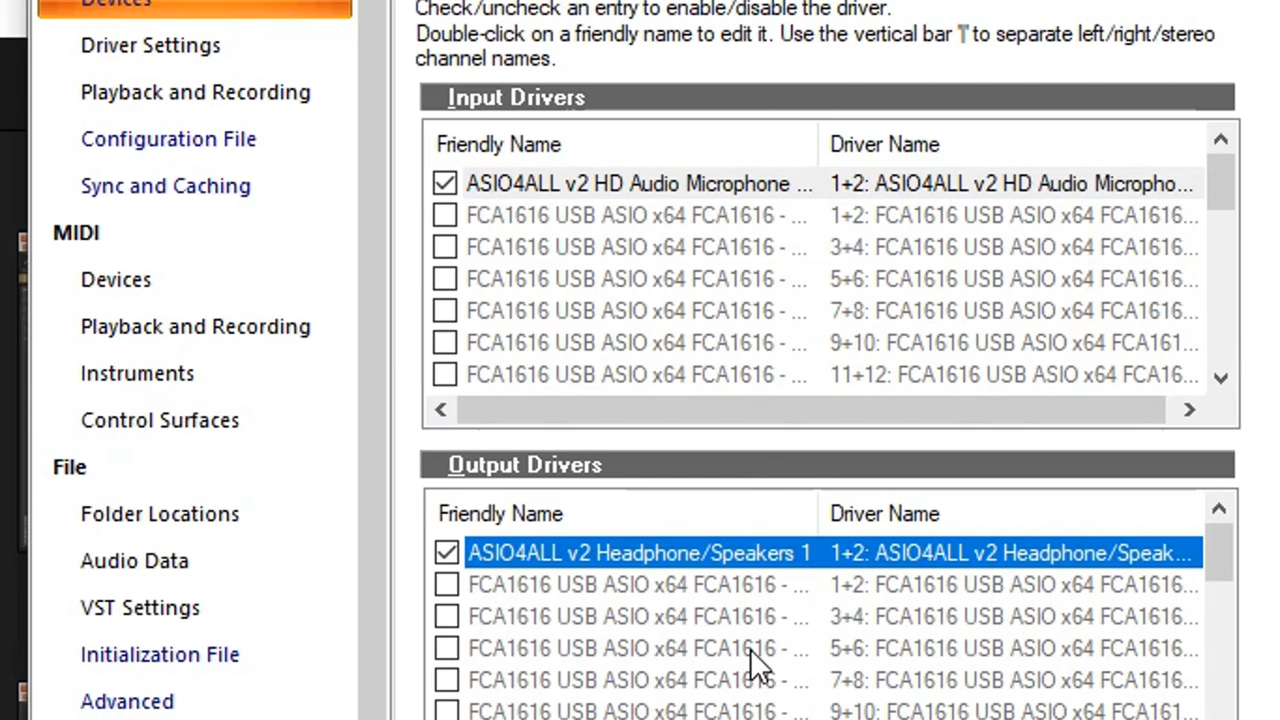 Devices
Driver Settings
Playback and Recording
Configuration File
Sync and Caching
MIDI
Devices
Playback and Recording
Instruments
Control Surfaces
File
Folder Locations
Audio Data
VST Settings
Initialization File
Advanced
Check/uncheck an entry to enable/disable the driver.
Double-click on a friendly name to edit it. Use the vertical bar '|' to separate left/right/stereo
channel names.
Input Drivers
Friendly Name Driver Name
ASIO4ALL v2 HD Audio Microphone ... 1+2: ASIO4ALL v2 HD Audio Micropho...
FCA1616 USB ASIO x64 FCA1616 - ... 1+2: FCA1616 USB ASIO x64 FCA1616...
FCA1616 USB ASIO x64 FCA1616 - ... 3+4: FCA1616 USB ASIO x64 FCA1616...
FCA1616 USB ASIO x64 FCA1616 - ... 5+6: FCA1616 USB ASIO x64 FCA1616...
FCA1616 USB ASIO x64 FCA1616 - ... 7+8: FCA1616 USB ASIO x64 FCA1616...
FCA1616 USB ASIO x64 FCA1616 - ... 9+10: FCA1616 USB ASIO x64 FCA161...
FCA1616 USB ASIO x64 FCA1616 - ... 11+12: FCA1616 USB ASIO x64 FCA16...
Output Drivers
Friendly Name Driver Name
ASIO4ALL v2 Headphone/Speakers 1 1+2: ASIO4ALL v2 Headphone/Speak...
FCA1616 USB ASIO x64 FCA1616 - ... 1+2: FCA1616 USB ASIO x64 FCA1616...
FCA1616 USB ASIO x64 FCA1616 - ... 3+4: FCA1616 USB ASIO x64 FCA1616...
FCA1616 USB ASIO x64 FCA1616 - ... 5+6: FCA1616 USB ASIO x64 FCA1616...
FCA1616 USB ASIO x64 FCA1616 - ... 7+8: FCA1616 USB ASIO x64 FCA1616...
FCA1616 USB ASIO x64 FCA1616 - ... 9+10: FCA1616 USB ASIO x64 FCA161...